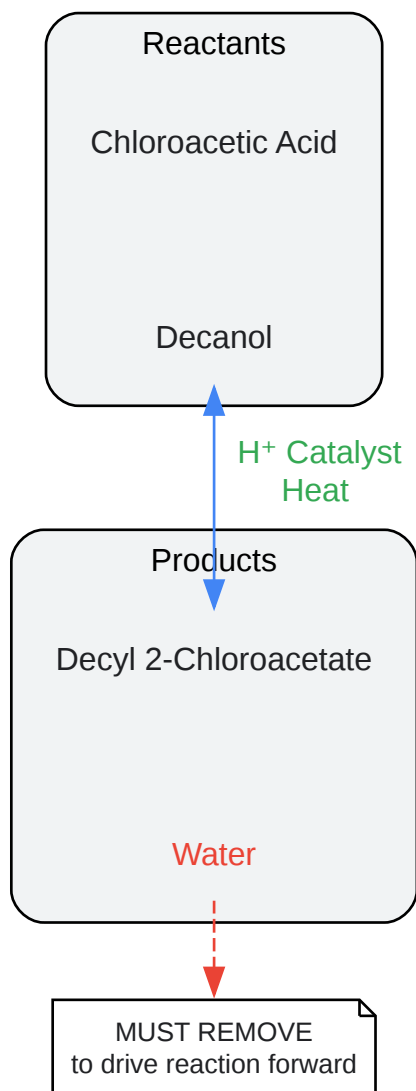 Reactants
Chloroacetic Acid
Decanol
H⁺ Catalyst
Heat
Products
Decyl 2-Chloroacetate
Water
MUST REMOVE
to drive reaction forward